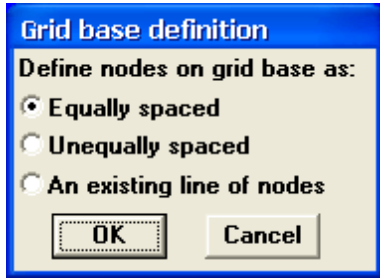 Grid base definition
Define nodes on grid base as:
Equally spaced
Unequally spaced
An existing line of nodes
OK
Cancel